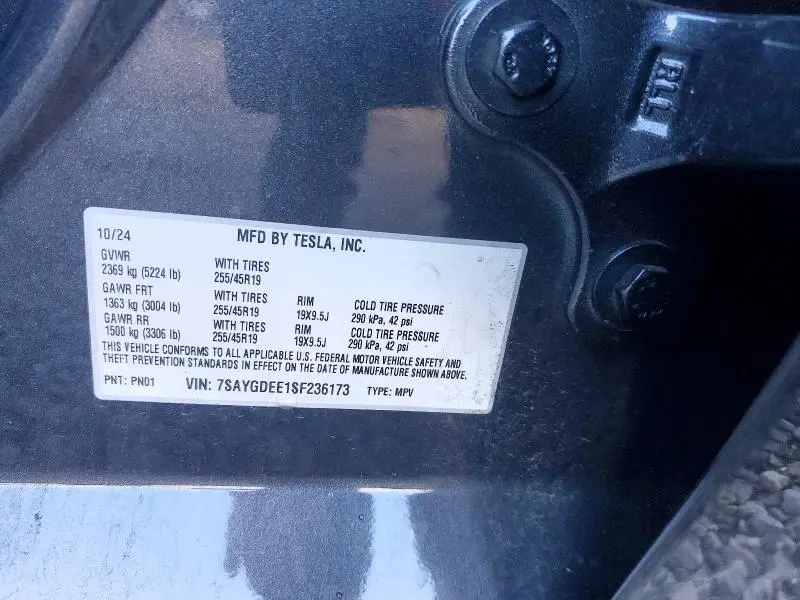 10/24 MFD BY TESLA, INC.
GVWR
2369 kg (5224 lb) WITH TIRES 255/45R19
GAWR FRT
1363 kg (3004 lb) WITH TIRES 255/45R19 RIM 19X9.5J COLD TIRE PRESSURE 290 kPa, 42 psi
GAWR RR
1500 kg (3306 lb) WITH TIRES 255/45R19 RIM 19X9.5J COLD TIRE PRESSURE 290 kPa, 42 psi
THIS VEHICLE CONFORMS TO ALL APPLICABLE U.S. FEDERAL MOTOR VEHICLE SAFETY AND
THEFT PREVENTION STANDARDS IN EFFECT ON THE DATE OF MANUFACTURE SHOWN ABOVE.
PNT: PN01 VIN: 7SAYGDEE1SF236173 TYPE: MPV